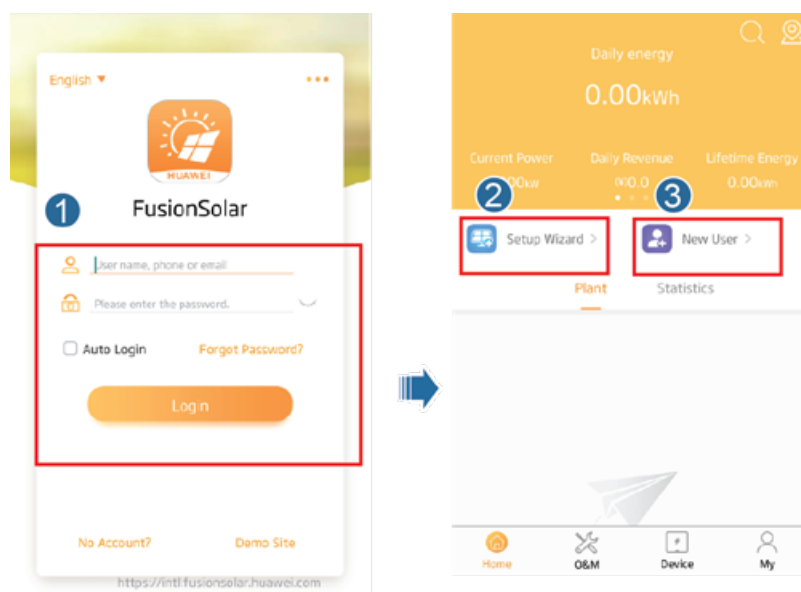 English ▼
HUAWEI
1
FusionSolar
User name, phone or email
Please enter the password.
Auto Login Forgot Password?
Login
No Account? Demo Site
https://intl.fusionsolar.huawei.com
Daily energy
0.00kWh
Current Power Daily Revenue Lifetime Energy
0.0 0.00kWh
2 3
Setup Wizard > New User >
Plant Statistics
Home O&M Device My